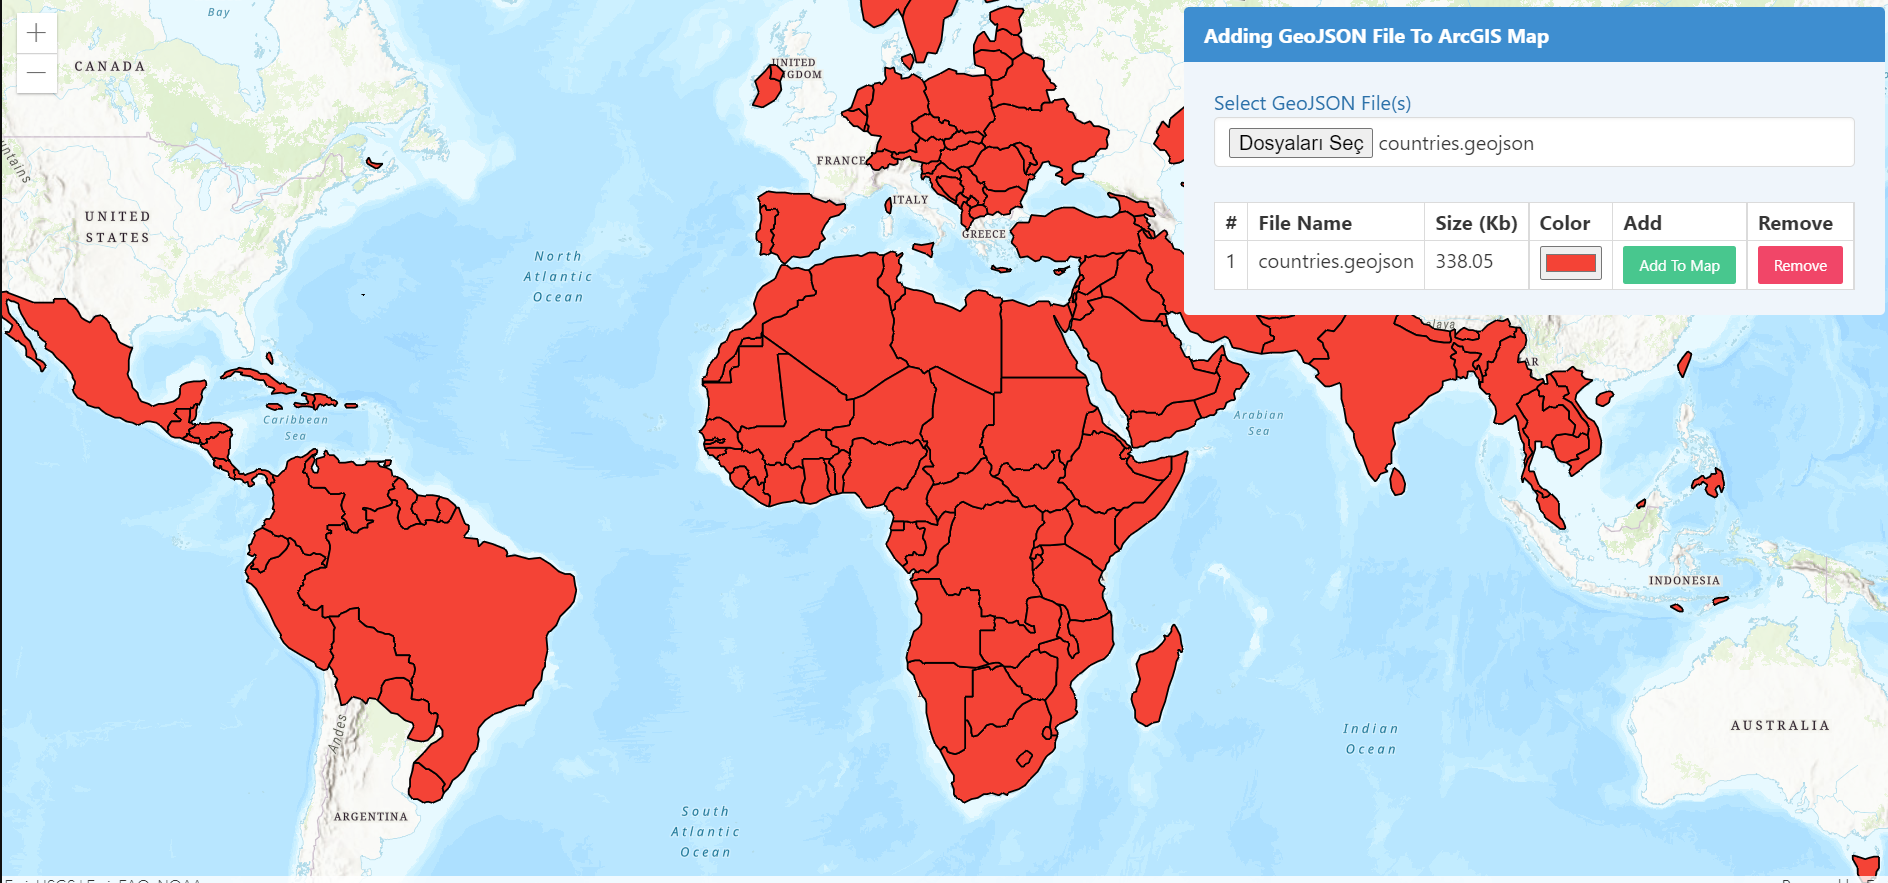 Adding GeoJSON File To ArcGIS Map
Select GeoJSON File(s)
Dosyaları Seç countries.geojson
# File Name Size (Kb) Color Add Remove
1 countries.geojson 338.05 Add To Map Remove
Bay
CANADA
UNITED
STATES
North
Atlantic
Ocean
Caribbean
Sea
UNITED
FRANCE
ITALY
GREECE
Arabian
Sea
INDONESIA
Andes
ARGENTINA
South
Atlantic
Ocean
Indian
Ocean
AUSTRALIA